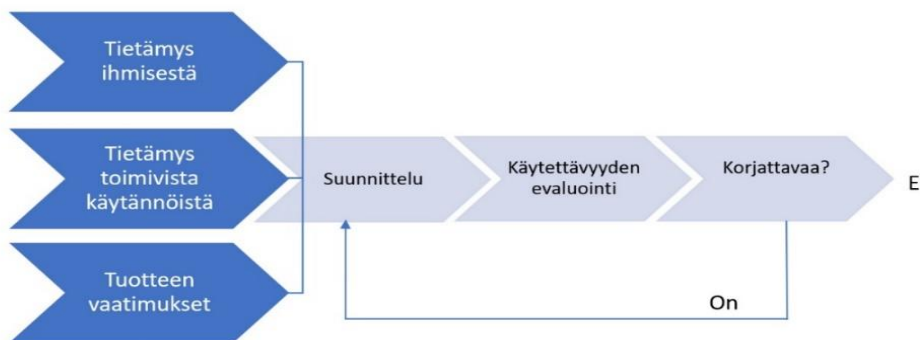 Tietämys
ihmisestä
Tietämys
toimivista
käytännöistä
Tuotteen
vaatimukset
Suunnittelu
Käytettävyyden
evaluointi
Korjattavaa?
E
On